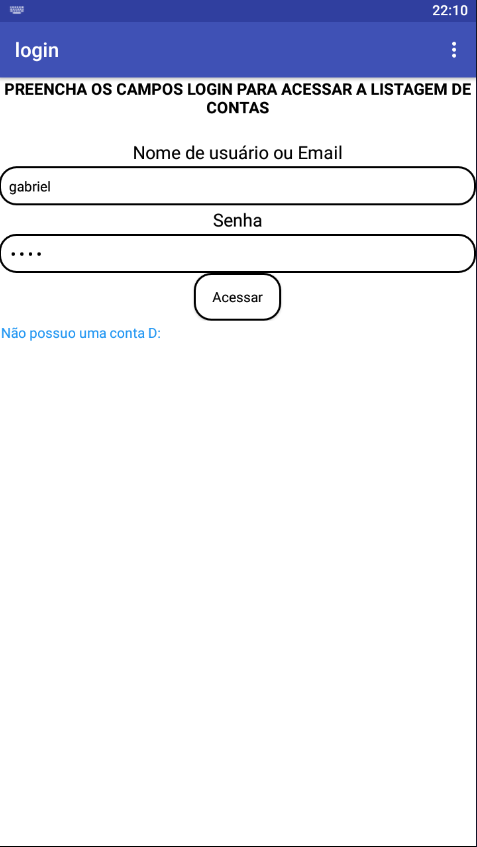 22:10
login
PREENCHA OS CAMPOS LOGIN PARA ACESSAR A LISTAGEM DE
CONTAS
Nome de usuário ou Email
gabriel
Senha
••••
Acessar
Não possuo uma conta D: